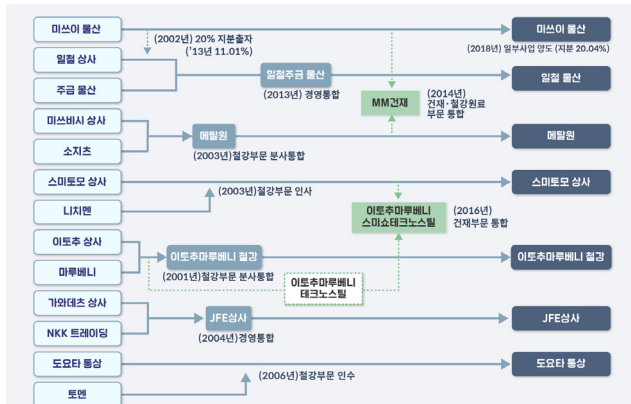 미쓰이 물산
미쓰이 물산
(2002년) 20% 지분출자
('13년 11.01%)
(2018년) 일부사업 양도 (지분 20.04%)
일철 상사
일철주금 물산
일철 물산
주금 물산
(2013년) 경영통합
MM건재
(2014년)
건재·철강원료
부문 통합
미쓰비시 상사
메탈원
메탈원
소지츠
(2003년)철강부문 분사통합
스미토모 상사
(2003년)철강부문 인사
스미토모 상사
니치멘
이토추마루베니
스미쇼테크노스틸
(2016년)
건재부문 통합
이토추 상사
이토추마루베니 철강
이토추마루베니 철강
마루베니
(2001년)철강부문 분사통합
이토추마루베니
테크노스틸
가와데츠 상사
JFE상사
JFE상사
NKK 트레이딩
(2004년)경영통합
도요타 통상
도요타 통상
(2006년)철강부문 인수
토멘